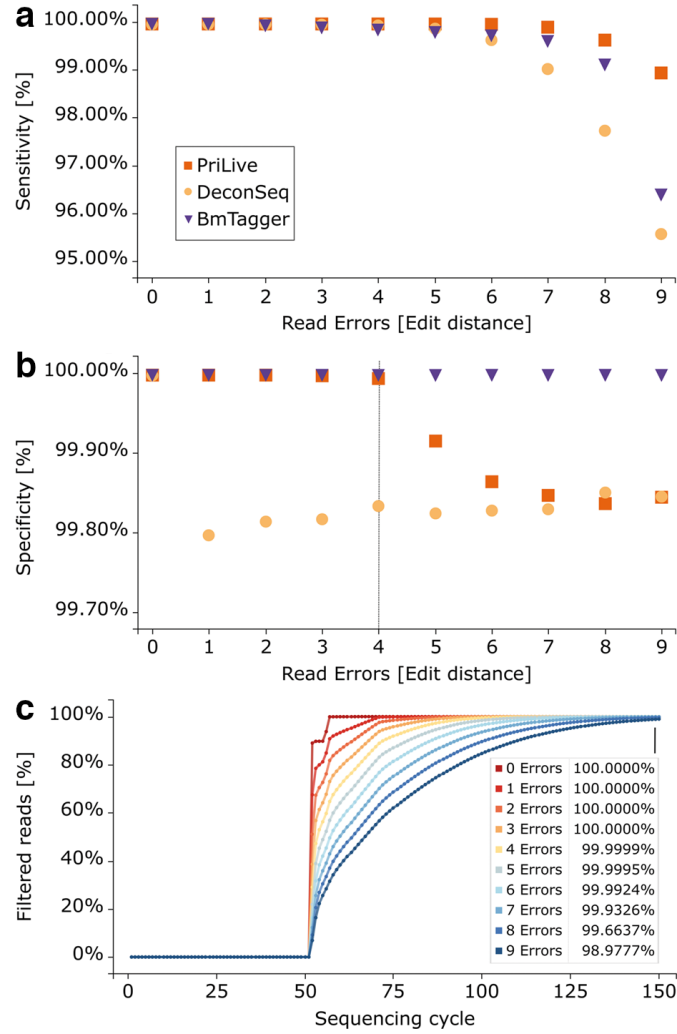 a
100.00%
99.00%
98.00%
97.00%
96.00%
95.00%
Sensitivity [%]
PriLive
DeconSeq
BmTagger
0 1 2 3 4 5 6 7 8 9
Read Errors [Edit distance]
b
100.00%
99.90%
99.80%
99.70%
Specificity [%]
0 1 2 3 4 5 6 7 8 9
Read Errors [Edit distance]
c
100%
80%
60%
40%
20%
0%
Filtered reads [%]
0 Errors 100.0000%
1 Errors 100.0000%
2 Errors 100.0000%
3 Errors 100.0000%
4 Errors 99.9999%
5 Errors 99.9995%
6 Errors 99.9924%
7 Errors 99.9326%
8 Errors 99.6637%
9 Errors 98.9777%
0 25 50 75 100 125 150
Sequencing cycle